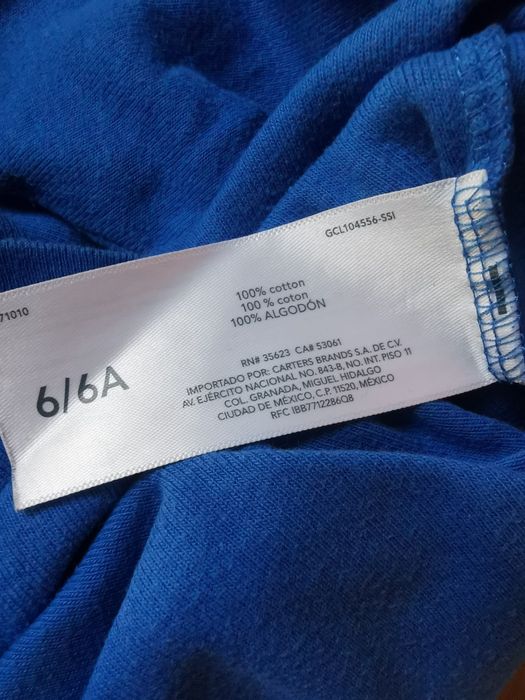 GCL104556-SSI
71010
100% cotton
100 % coton
100% ALGODÓN
6/6A
RN# 35623 CA# 53061
IMPORTADO POR: CARTERS BRANDS S.A. DE C.V.
AV. EJÉRCITO NACIONAL NO. 843-B, NO. INT. PISO 11
COL. GRANADA, MIGUEL HIDALGO
CIUDAD DE MÉXICO, C.P. 11520, MÉXICO
RFC IBB7712286Q8